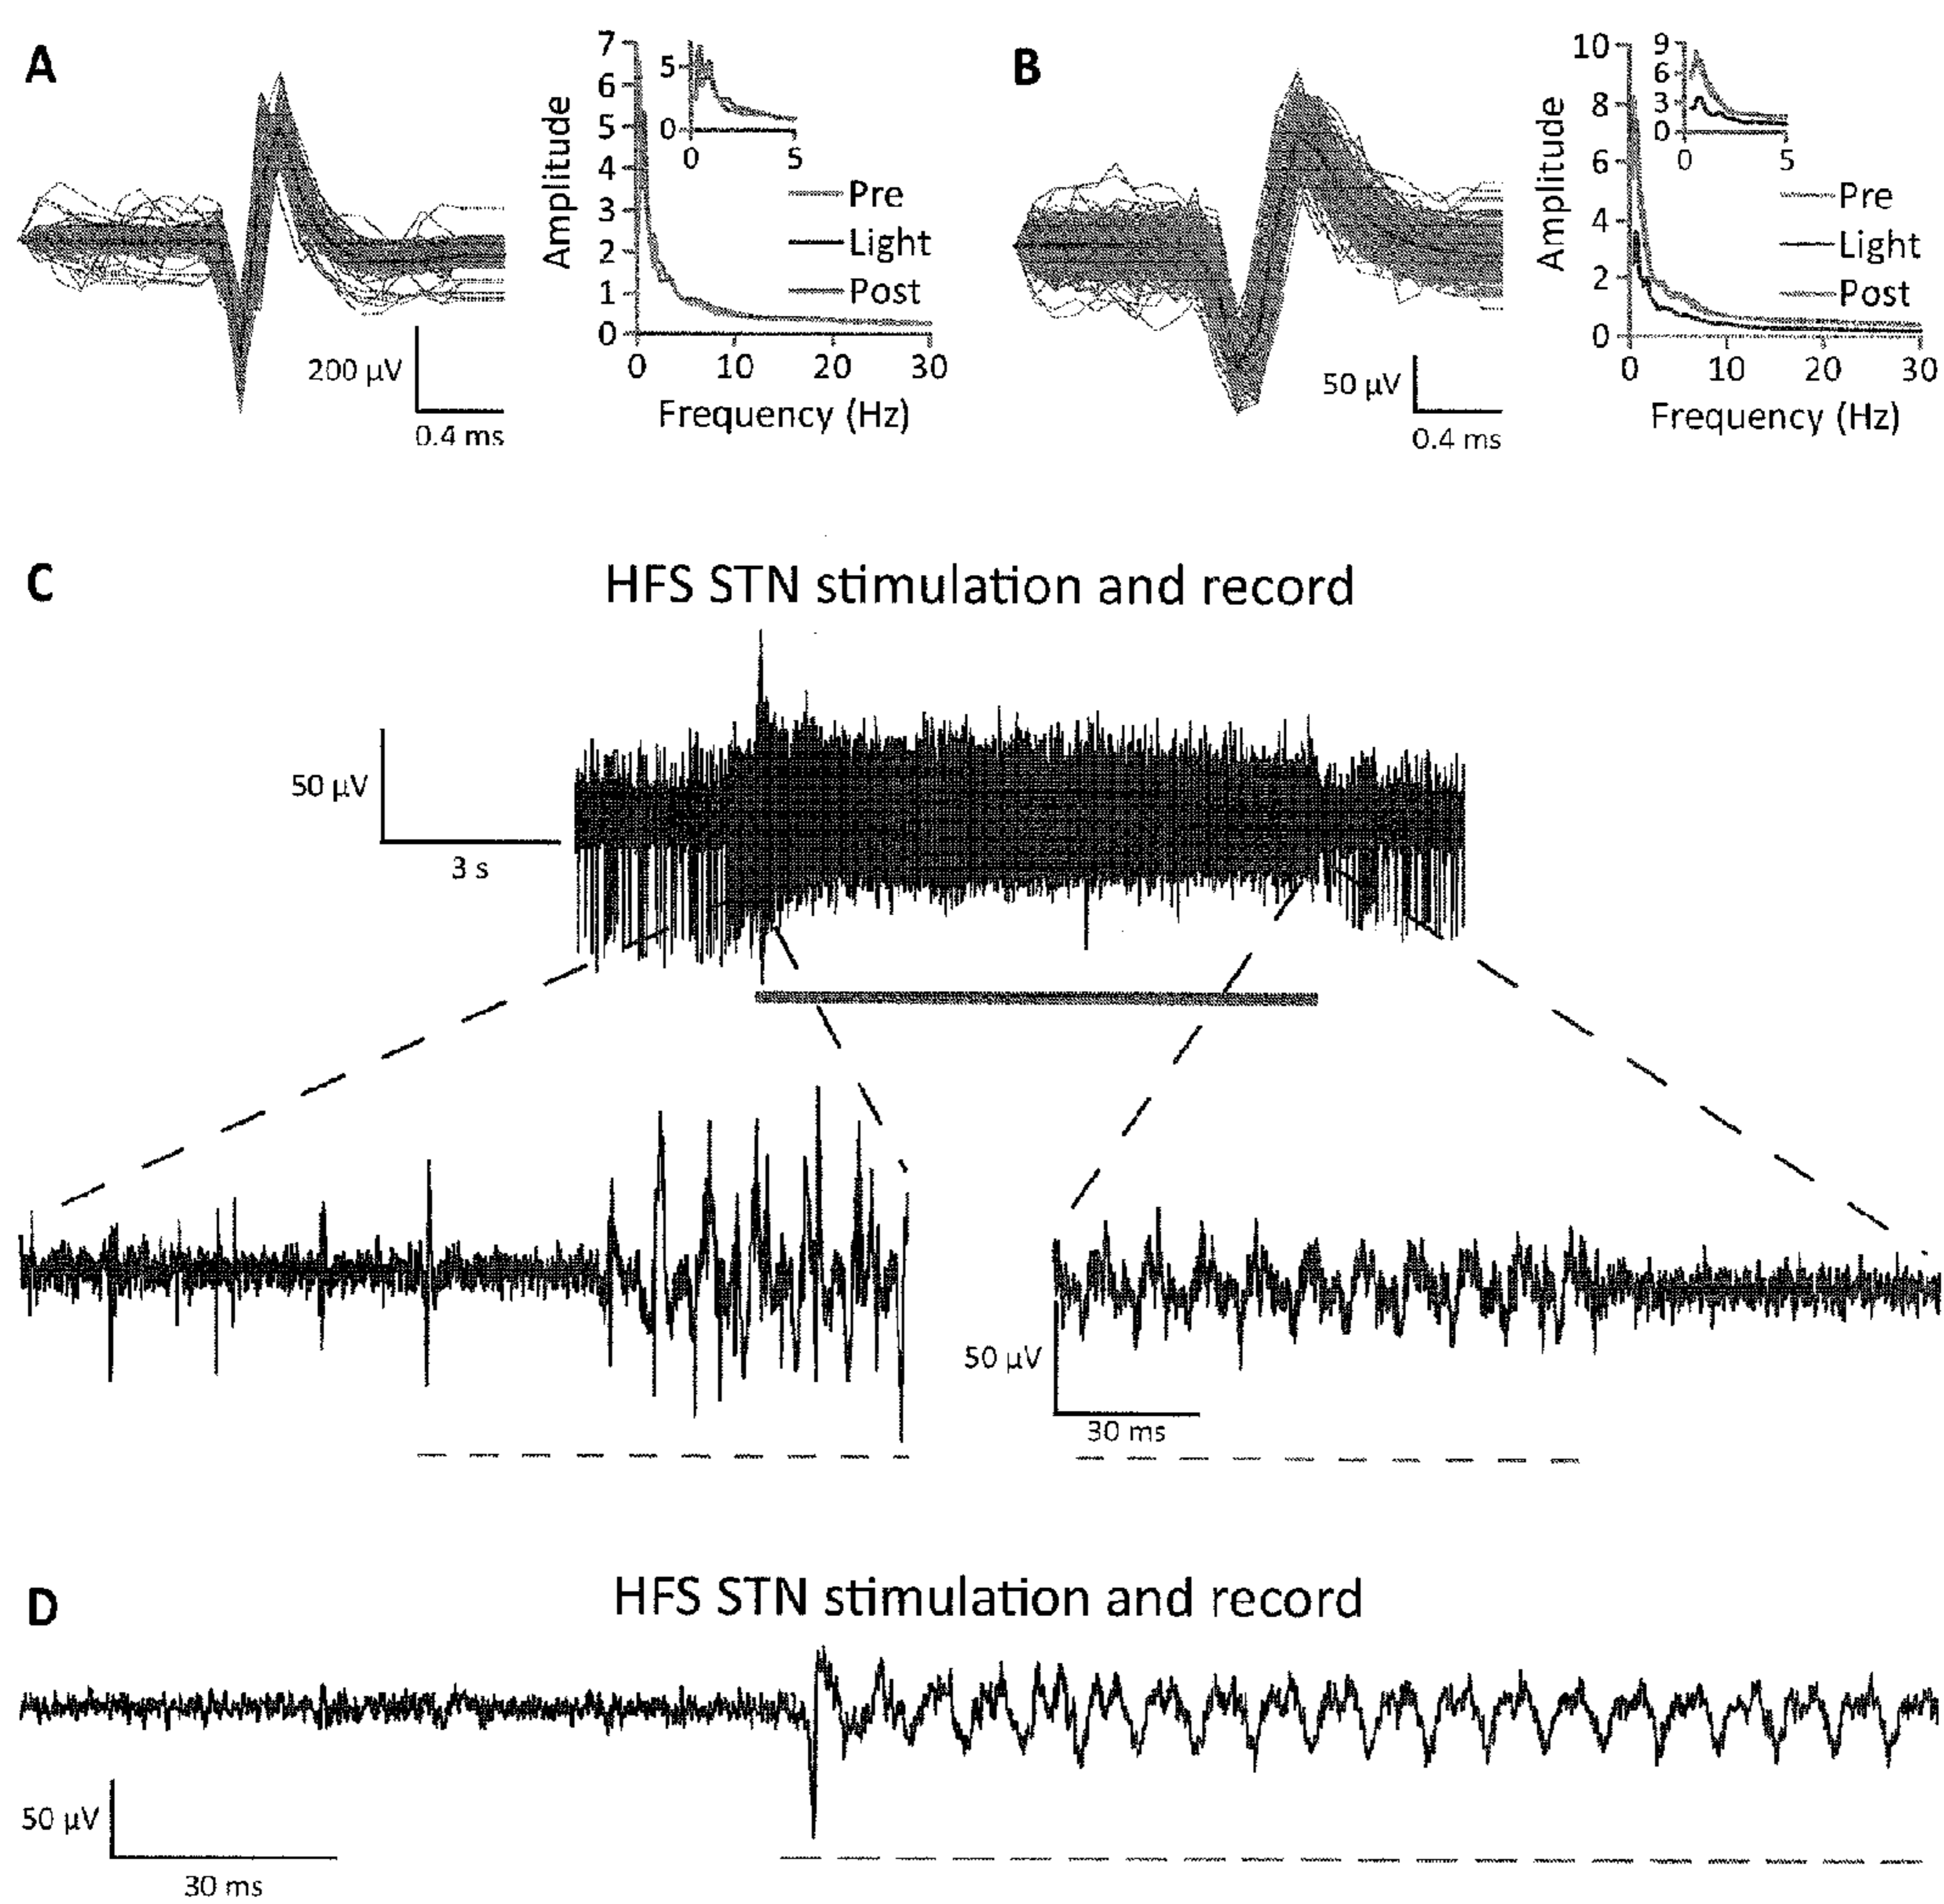 A
7
6
5
4
3
2
1
0
Amplitude
5
0
0
5
Pre
Light
Post
0
10
20
30
Frequency (Hz)
200 µV
0.4 ms
B
10
8
6
4
2
0
Amplitude
9
6
3
0
0
5
Pre
Light
Post
0
10
20
30
Frequency (Hz)
50 µV
0.4 ms
C
HFS STN stimulation and record
50 µV
3 s
50 µV
30 ms
D
HFS STN stimulation and record
50 µV
30 ms